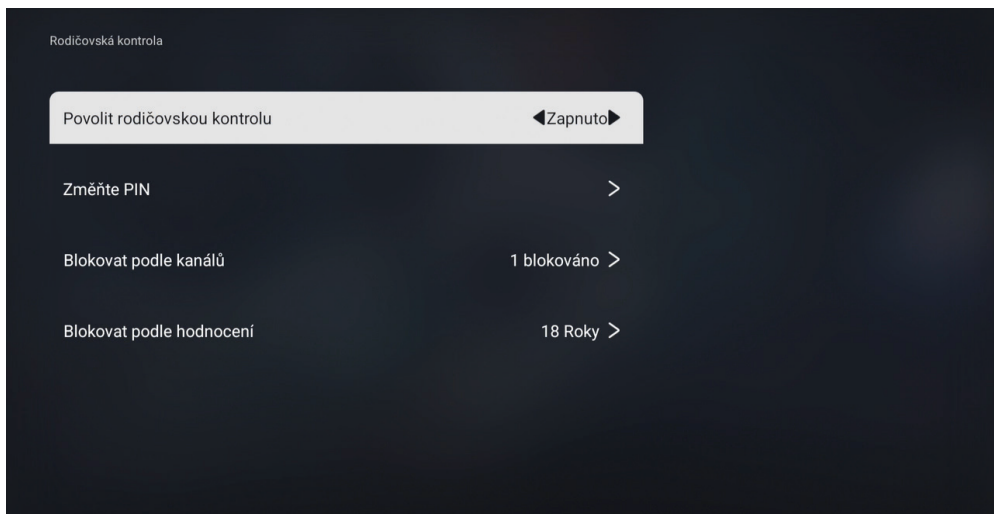 Rodičovská kontrola
Povolit rodičovskou kontrolu ◀Zapnuto▶
Změňte PIN >
Blokovat podle kanálů 1 blokováno >
Blokovat podle hodnocení 18 Roky >